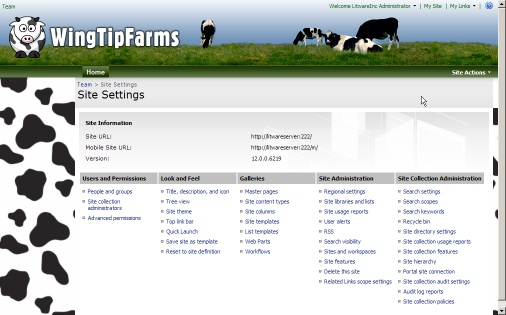 Team
Welcome LitwareInc Administrator | My Site | My Links
WingTipFarms
Home
Site Actions
Team > Site Settings
Site Settings
Site Information
Site URL: http://litwareserver:222/
Mobile Site URL: http://litwareserver:222/m/
Version: 12.0.0.6219
Users and Permissions
People and groups
Site collection
administrators
Advanced permissions
Look and Feel
Title, description, and icon
Tree view
Site theme
Top link bar
Quick Launch
Save site as template
Reset to site definition
Galleries
Master pages
Site content types
Site columns
Site templates
List templates
Web Parts
Workflows
Site Administration
Regional settings
Site libraries and lists
Site usage reports
User alerts
RSS
Search visibility
Sites and workspaces
Site features
Delete this site
Related Links scope settings
Site Collection Administration
Search settings
Search scopes
Search keywords
Recycle bin
Site directory settings
Site collection usage reports
Site collection features
Site hierarchy
Portal site connection
Site collection audit settings
Audit log reports
Site collection policies